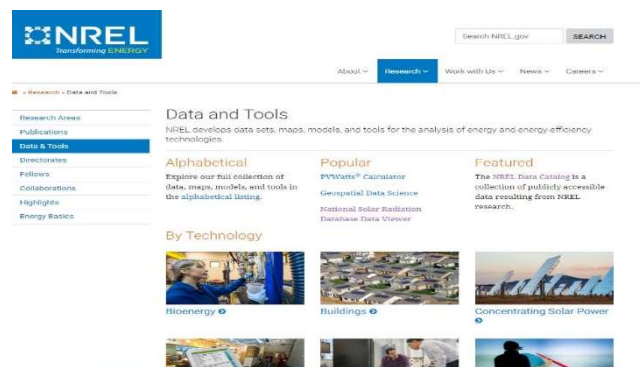 NREL
Transforming ENERGY
Search NREL.gov
SEARCH
About
Research
Work with Us
News
Careers
» Research » Data and Tools
Research Areas
Publications
Data & Tools
Directorates
Fellows
Collaborations
Highlights
Energy Basics
Data and Tools
NREL develops data sets, maps, models, and tools for the analysis of energy and energy-efficiency
technologies.
Alphabetical
Explore our full collection of
data, maps, models, and tools in
the alphabetical listing.
Popular
PVWatts® Calculator
Geospatial Data Science
National Solar Radiation
Database Data Viewer
Featured
The NREL Data Catalog is a
collection of publicly accessible
data resulting from NREL
research.
By Technology
Bioenergy
Buildings
Concentrating Solar Power